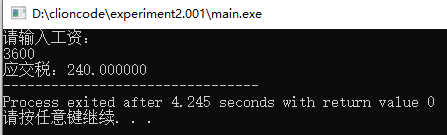 D:\clioncode\experiment2.001\main.exe
请输入工资：
3600
应交税：240.000000
--------------------------------
Process exited after 4.245 seconds with return value 0
请按任意键继续. . .